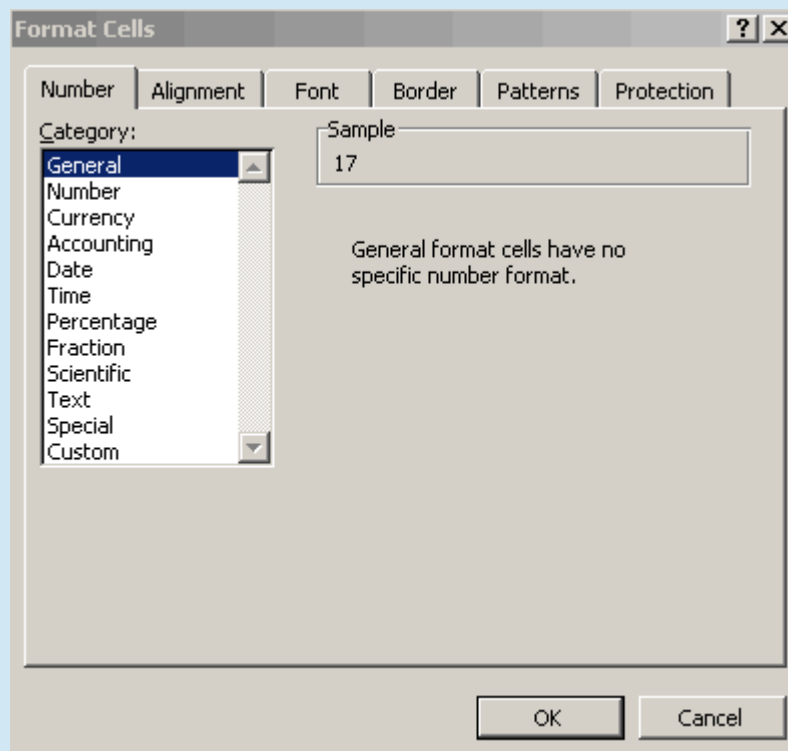 Format Cells
Number Alignment Font Border Patterns Protection
Category:
General
Number
Currency
Accounting
Date
Time
Percentage
Fraction
Scientific
Text
Special
Custom
Sample
17
General format cells have no
specific number format.
OK Cancel